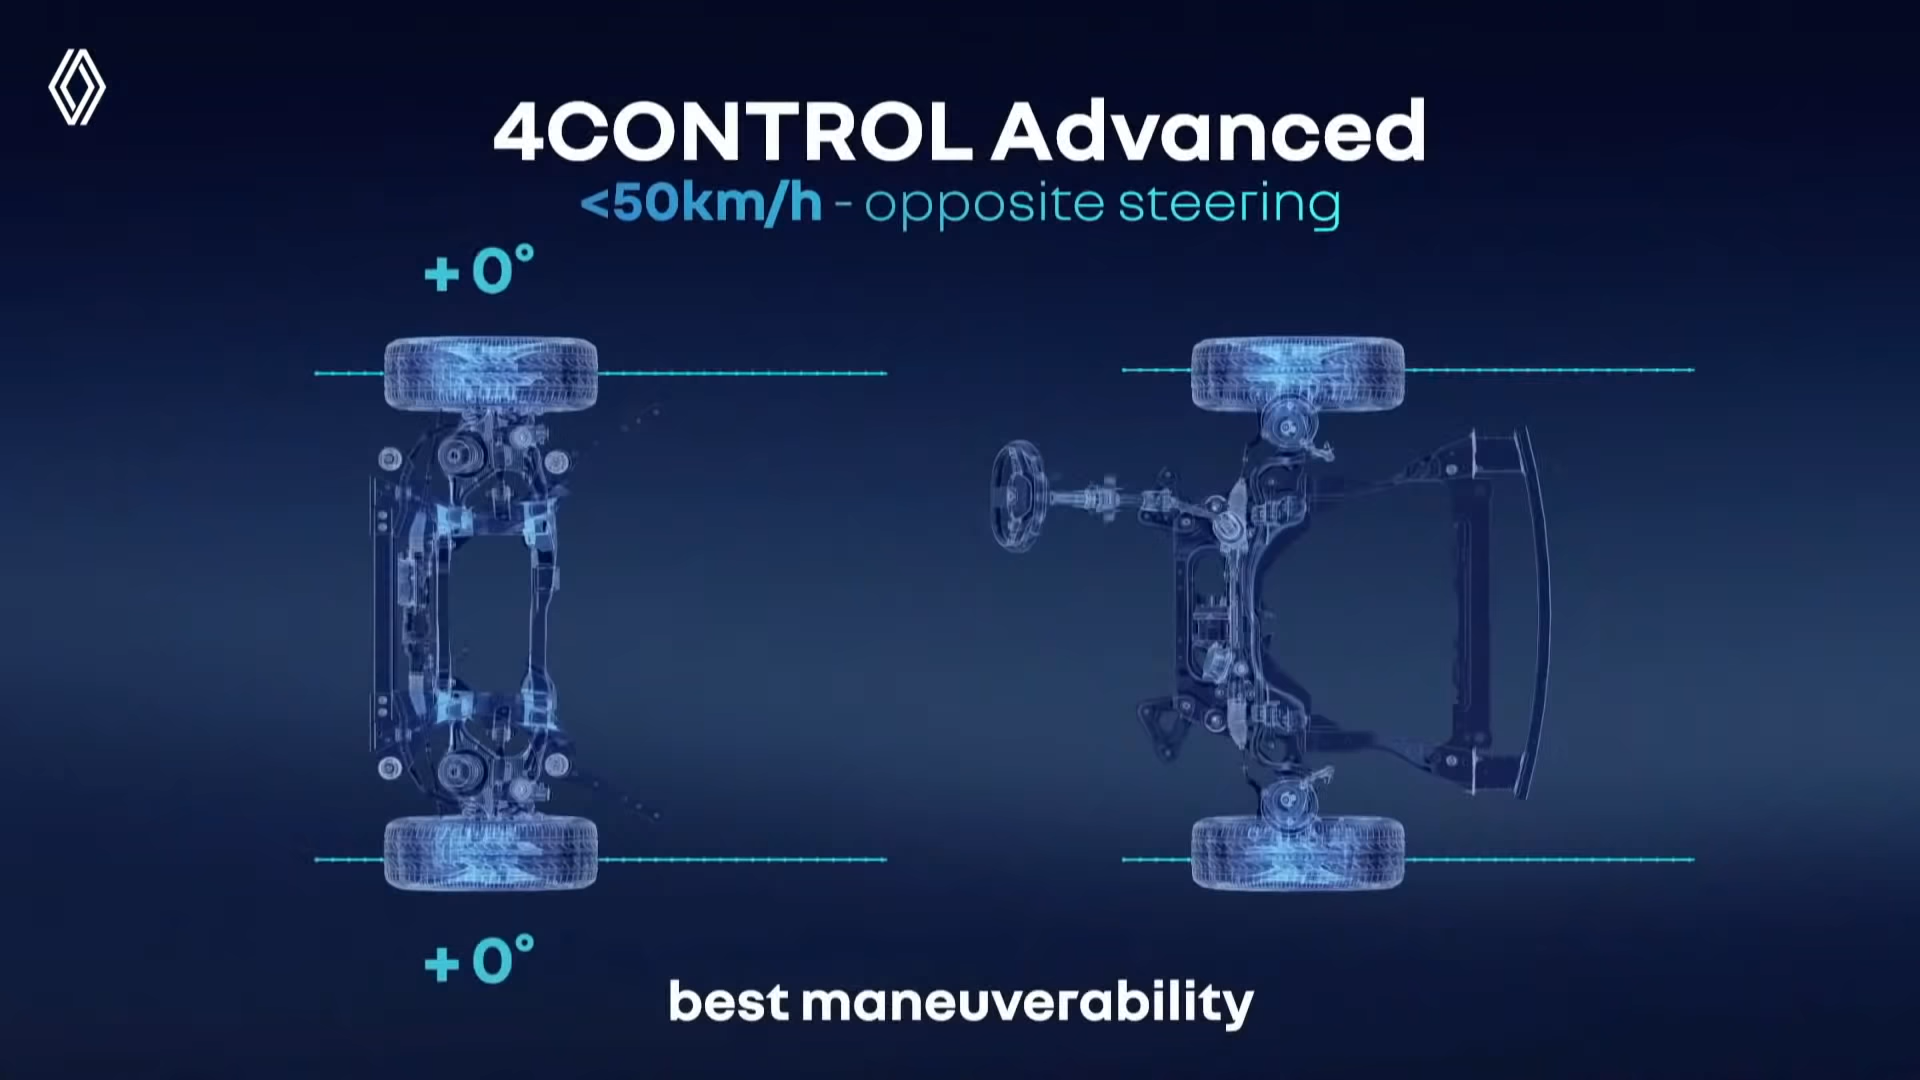 4CONTROL Advanced
<50km/h - opposite steering
+0°
+0°
best maneuverability